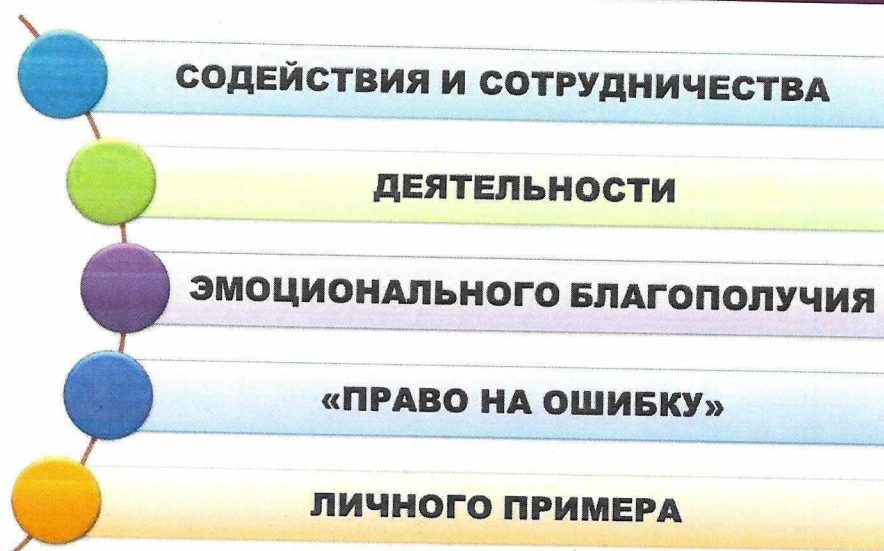 СОДЕЙСТВИЯ И СОТРУДНИЧЕСТВА
ДЕЯТЕЛЬНОСТИ
ЭМОЦИОНАЛЬНОГО БЛАГОПОЛУЧИЯ
«ПРАВО НА ОШИБКУ»
ЛИЧНОГО ПРИМЕРА